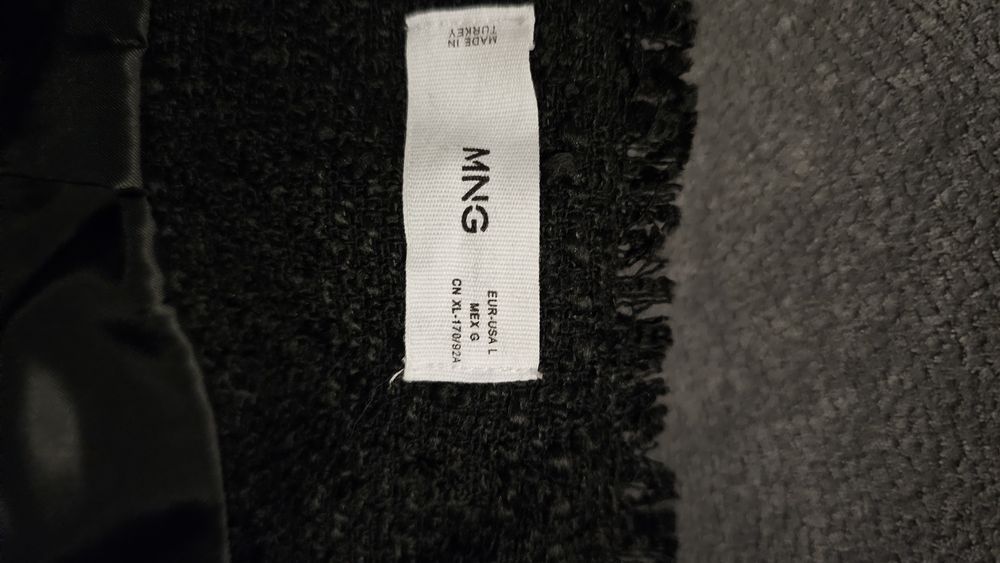 MADE IN
TURKEY
MNG
EUR-USA L
MEX G
CN XL-170/92A